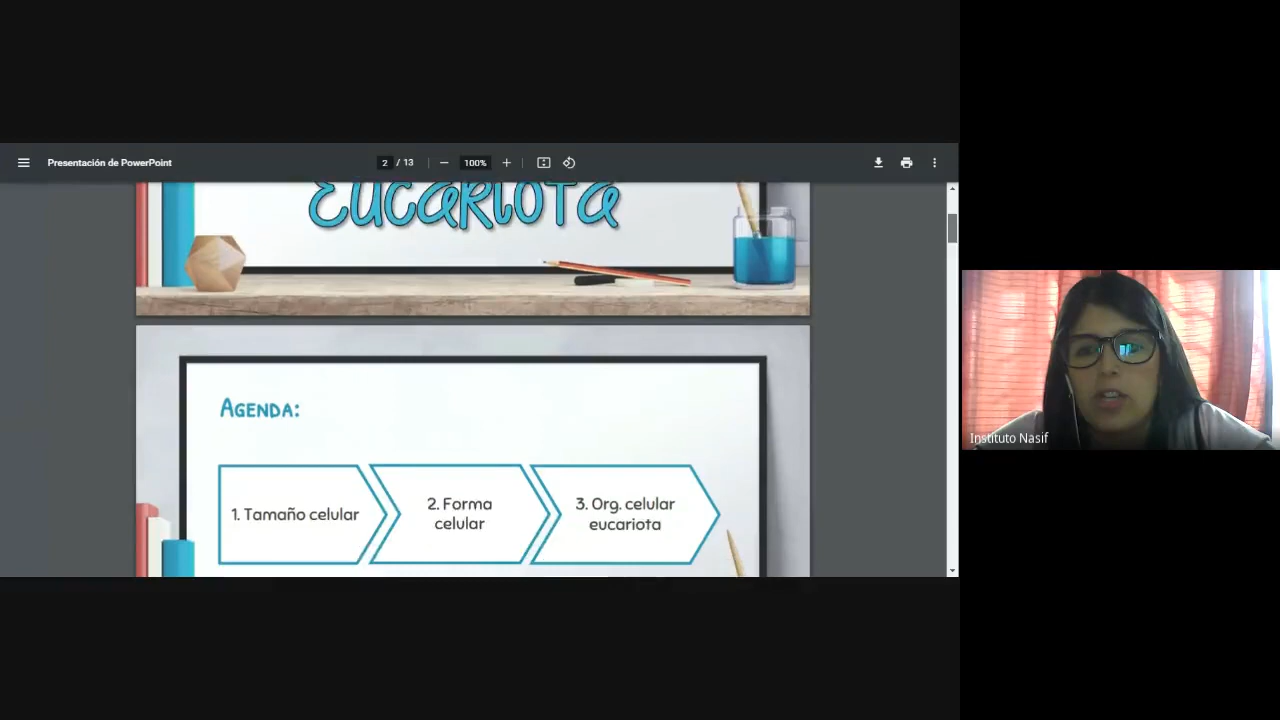 Presentación de PowerPoint
2 / 13
100%
Eucariota
Agenda:
1. Tamaño celular
2. Forma
celular
3. Org. celular
eucariota
Instituto Nasif